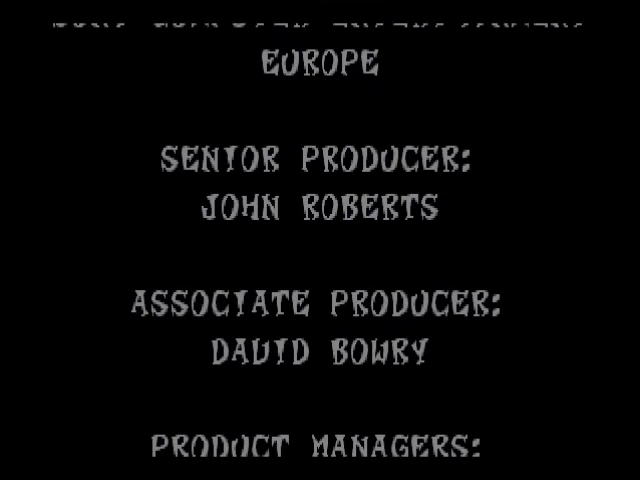 EUROPE
SENIOR PRODUCER:
JOHN ROBERTS
ASSOCIATE PRODUCER:
DAVID BOWRY
PRODUCT MANAGERS: